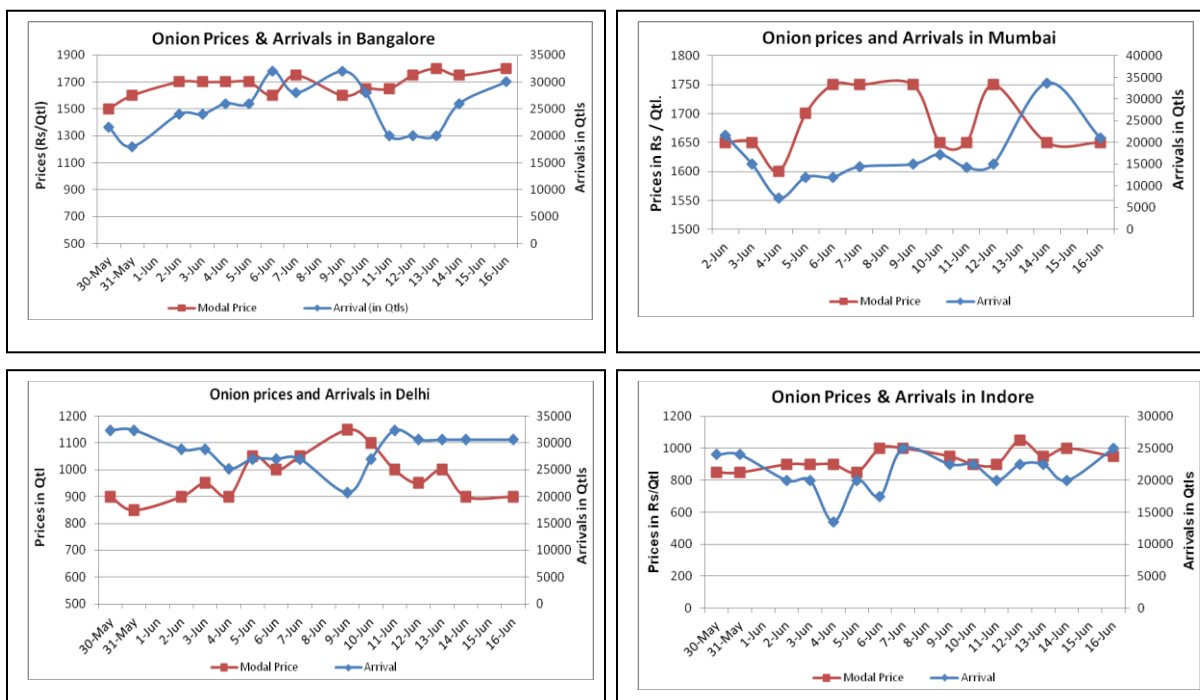 Onion Prices & Arrivals in Bangalore
Prices (Rs/Qtl)
1900
1700
1500
1300
1100
900
700
500
35000
30000
25000
20000
15000
10000
5000
0
Arrivals in Qtls
30-May
31-May
1-Jun
2-Jun
3-Jun
4-Jun
5-Jun
6-Jun
7-Jun
8-Jun
9-Jun
10-Jun
11-Jun
12-Jun
13-Jun
14-Jun
15-Jun
16-Jun
Modal Price
Arrival (in Qtls)
Onion prices and Arrivals in Mumbai
Prices in Rs / Qtl.
1800
1750
1700
1650
1600
1550
1500
40000
35000
30000
25000
20000
15000
10000
5000
0
Arrivals in Qtls
2-Jun
3-Jun
4-Jun
5-Jun
6-Jun
7-Jun
8-Jun
9-Jun
10-Jun
11-Jun
12-Jun
13-Jun
14-Jun
15-Jun
16-Jun
Modal Price
Arrival
Onion prices and Arrivals in Delhi
Prices in Qtl
1200
1100
1000
900
800
700
600
500
35000
30000
25000
20000
15000
10000
5000
0
Arrivals in Qtls
30-May
31-May
1-Jun
2-Jun
3-Jun
4-Jun
5-Jun
6-Jun
7-Jun
8-Jun
9-Jun
10-Jun
11-Jun
12-Jun
13-Jun
14-Jun
15-Jun
16-Jun
Modal Price
Arrival
Onion Prices & Arrivals in Indore
Prices in Rs/Qtl
1200
1000
800
600
400
200
0
30000
25000
20000
15000
10000
5000
0
Arrivals in Qtls
30-May
31-May
1-Jun
2-Jun
3-Jun
4-Jun
5-Jun
6-Jun
7-Jun
8-Jun
9-Jun
10-Jun
11-Jun
12-Jun
13-Jun
14-Jun
15-Jun
16-Jun
Modal Price
Arrival